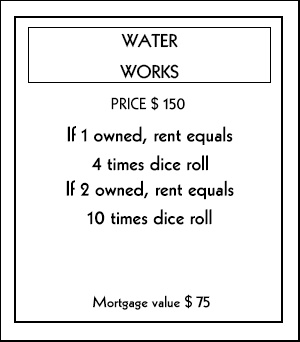 WATER
WORKS
PRICE $ 150
If 1 owned, rent equals
4 times dice roll
If 2 owned, rent equals
10 times dice roll
Mortgage value $ 75